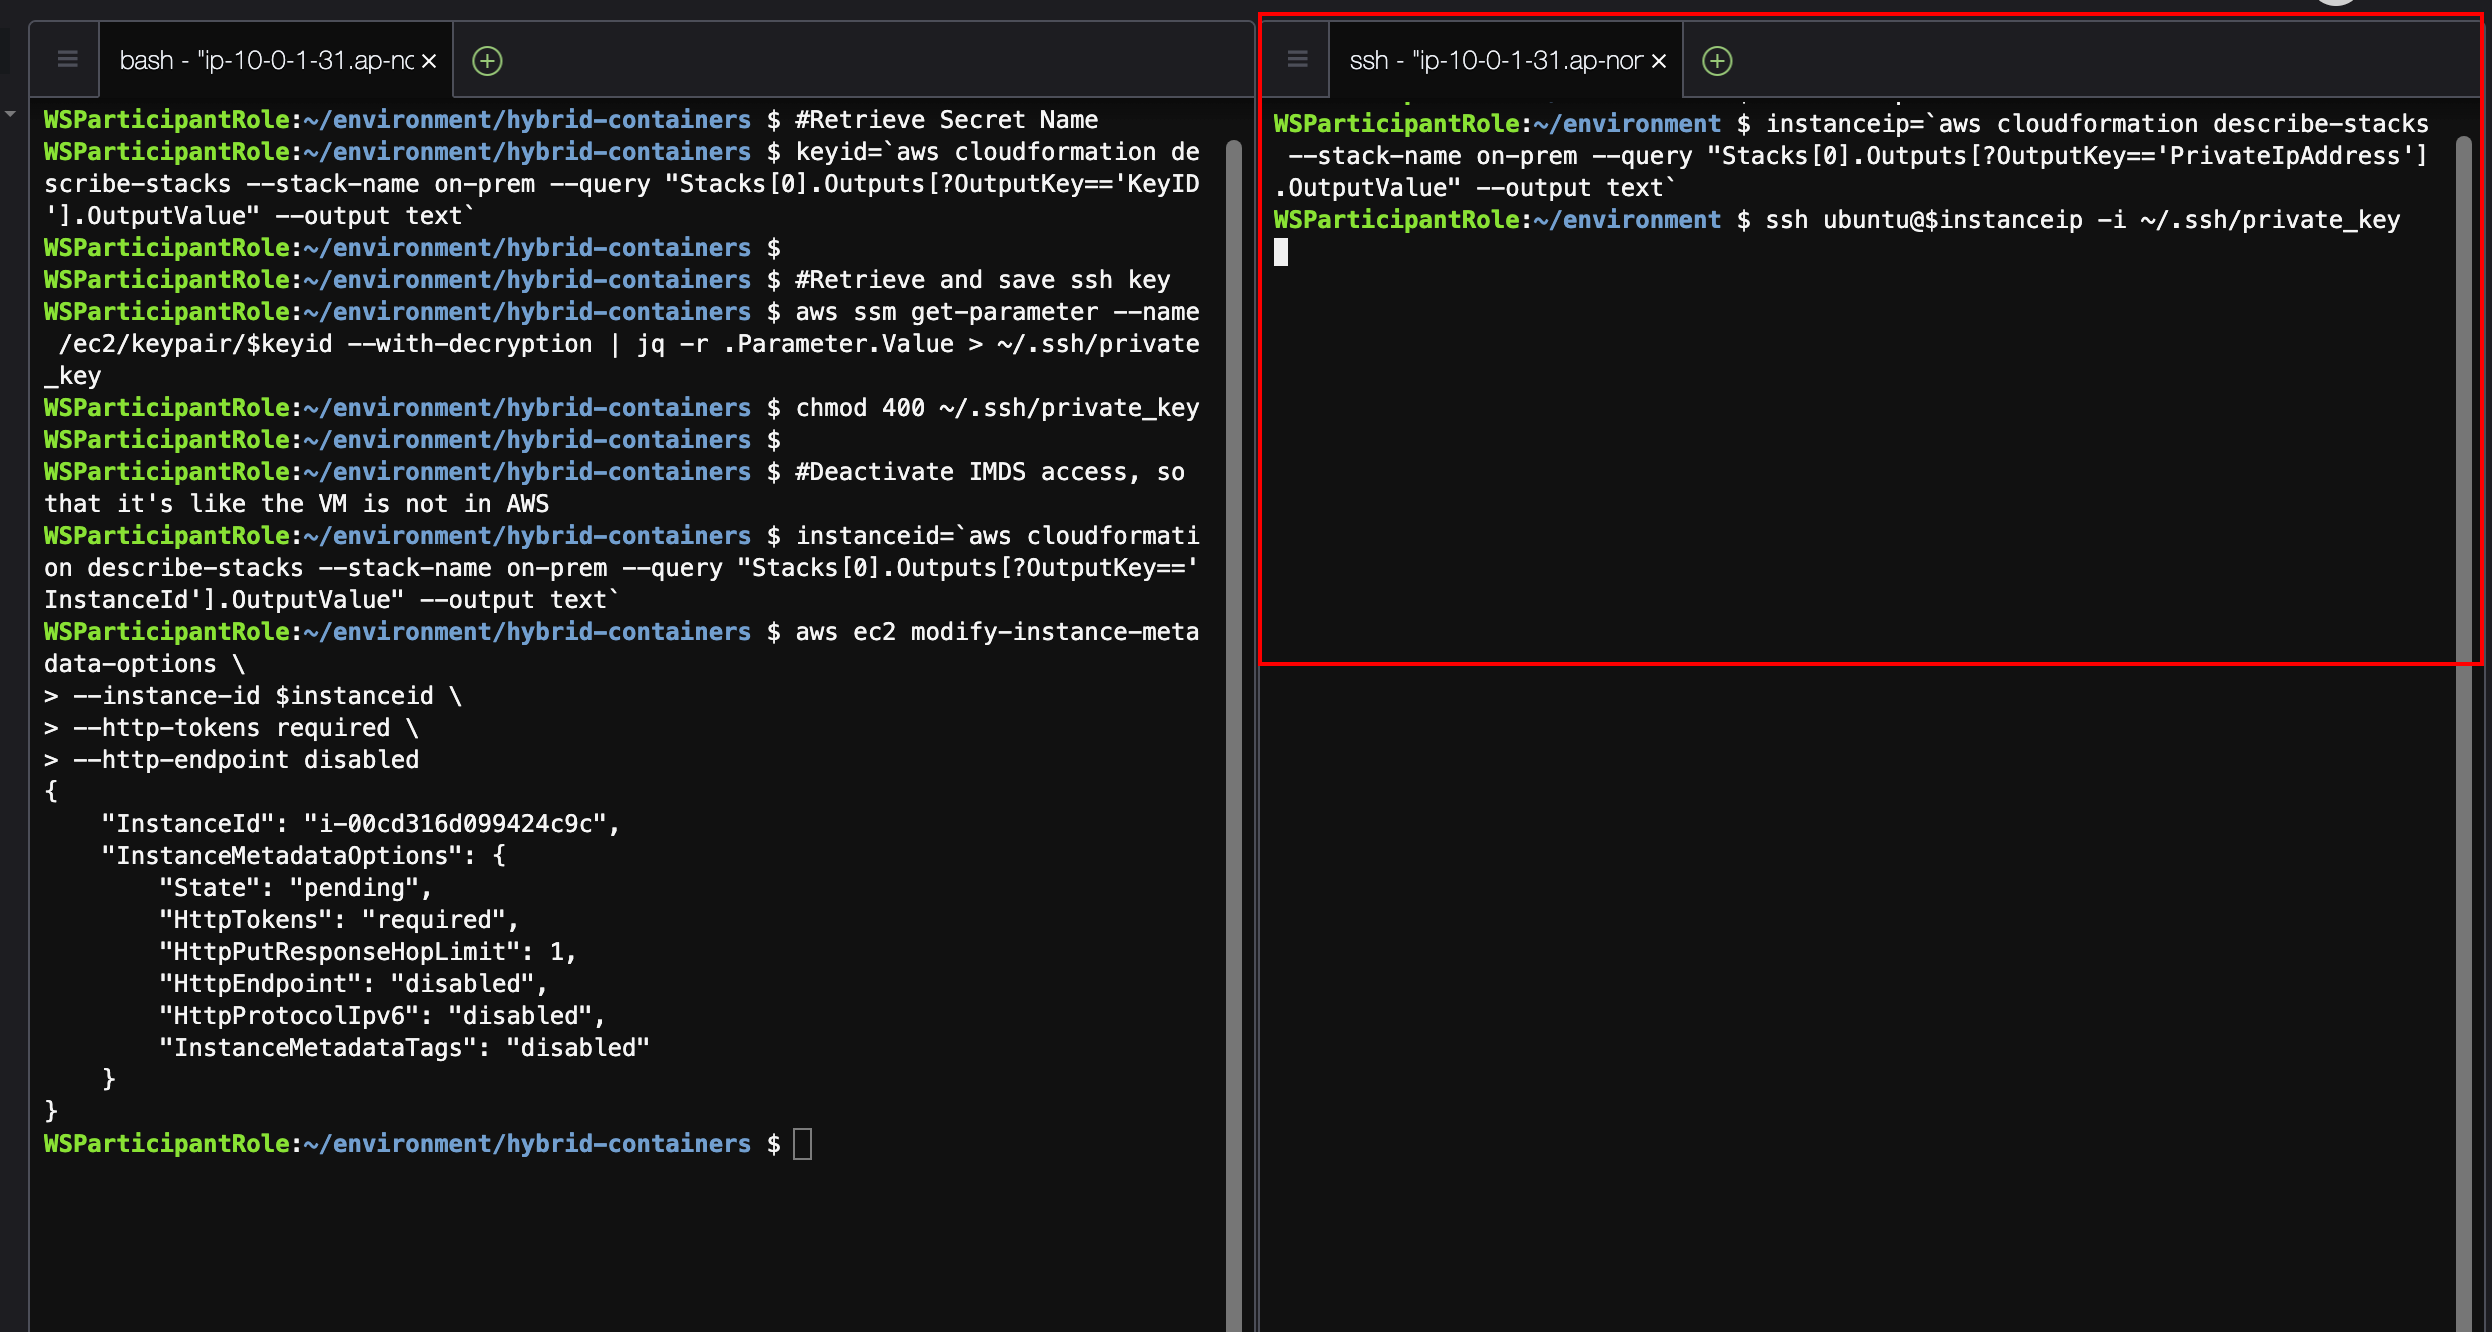 bash - "ip-10-0-1-31.ap-nc
WSParticipantRole:~/environment/hybrid-containers $ #Retrieve Secret Name
WSParticipantRole:~/environment/hybrid-containers $ keyid=`aws cloudformation de
scribe-stacks --stack-name on-prem --query "Stacks[0].Outputs[?OutputKey=='KeyID
'].OutputValue" --output text`
WSParticipantRole:~/environment/hybrid-containers $
WSParticipantRole:~/environment/hybrid-containers $ #Retrieve and save ssh key
WSParticipantRole:~/environment/hybrid-containers $ aws ssm get-parameter --name
 /ec2/keypair/$keyid --with-decryption | jq -r .Parameter.Value > ~/.ssh/private
_key
WSParticipantRole:~/environment/hybrid-containers $ chmod 400 ~/.ssh/private_key
WSParticipantRole:~/environment/hybrid-containers $
WSParticipantRole:~/environment/hybrid-containers $ #Deactivate IMDS access, so
that it's like the VM is not in AWS
WSParticipantRole:~/environment/hybrid-containers $ instanceid=`aws cloudformati
on describe-stacks --stack-name on-prem --query "Stacks[0].Outputs[?OutputKey=='
InstanceId'].OutputValue" --output text`
WSParticipantRole:~/environment/hybrid-containers $ aws ec2 modify-instance-meta
data-options \
> --instance-id $instanceid \
> --http-tokens required \
> --http-endpoint disabled
{
    "InstanceId": "i-00cd316d099424c9c",
    "InstanceMetadataOptions": {
        "State": "pending",
        "HttpTokens": "required",
        "HttpPutResponseHopLimit": 1,
        "HttpEndpoint": "disabled",
        "HttpProtocolIpv6": "disabled",
        "InstanceMetadataTags": "disabled"
    }
}
WSParticipantRole:~/environment/hybrid-containers $
ssh - "ip-10-0-1-31.ap-nor
WSParticipantRole:~/environment $ instanceip=`aws cloudformation describe-stacks
 --stack-name on-prem --query "Stacks[0].Outputs[?OutputKey=='PrivateIpAddress']
.OutputValue" --output text`
WSParticipantRole:~/environment $ ssh ubuntu@$instanceip -i ~/.ssh/private_key